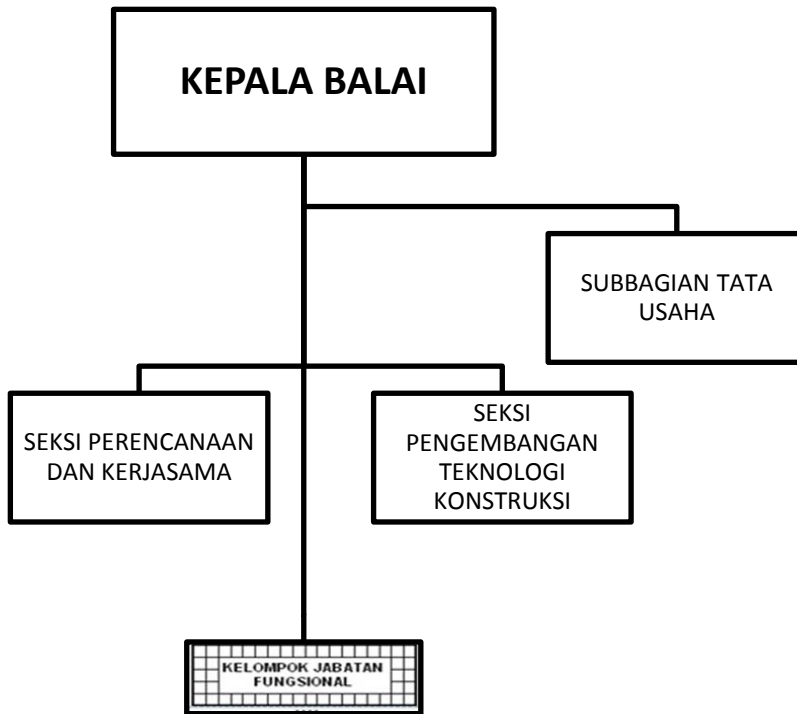 KEPALA BALAI
SUBBAGIAN TATA
USAHA
SEKSI PERENCANAAN
DAN KERJASAMA
SEKSI
PENGEMBANGAN
TEKNOLOGI
KONSTRUKSI
KELOMPOK JABATAN
FUNGSIONAL